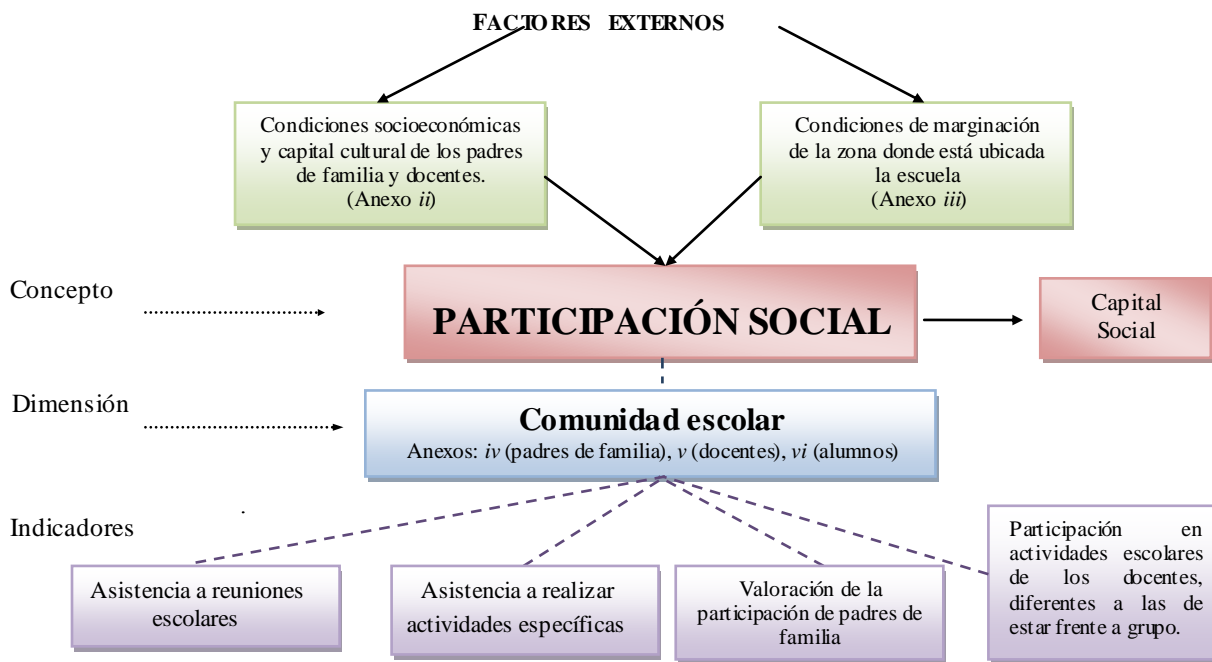 FACTORES EXTERNOS
Condiciones socioeconómicas
y capital cultural de los padres
de familia y docentes.
(Anexo ii)
Condiciones de marginación
de la zona donde está ubicada
la escuela
(Anexo iii)
Concepto
PARTICIPACIÓN SOCIAL
Capital
Social
Dimensión
Comunidad escolar
Anexos: iv (padres de familia), v (docentes), vi (alumnos)
Indicadores
Asistencia a reuniones
escolares
Asistencia a realizar
actividades específicas
Valoración de la
participación de padres de
familia
Participación en
actividades escolares
de los docentes,
diferentes a las de
estar frente a grupo.